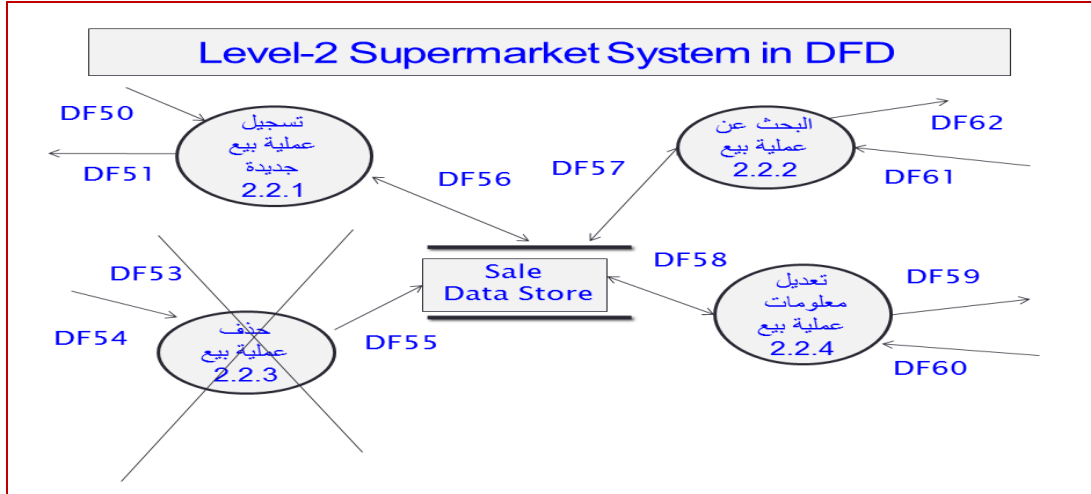 Level-2 Supermarket System in DFD
DF50
DF51
تسجيل
عملية بيع
جديدة
2.2.1
DF56
DF57
البحث عن
عملية بيع
2.2.2
DF62
DF61
DF53
DF54
حذف
عملية بيع
2.2.3
DF55
Sale
Data Store
DF58
تعديل
معلومات
عملية بيع
2.2.4
DF59
DF60